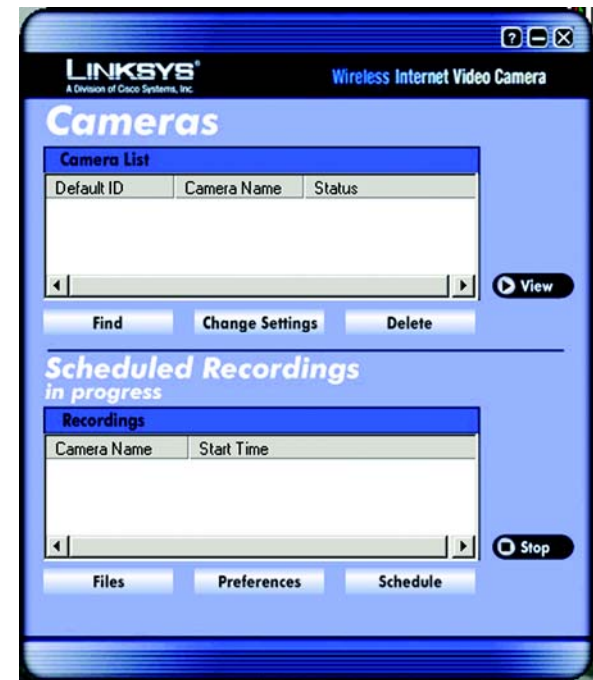 ?
LINKSYS®
A Division of Cisco Systems, Inc.
Wireless Internet Video Camera
Cameras
Camera List
Default ID Camera Name Status
View
Find Change Settings Delete
Scheduled Recordings
in progress
Recordings
Camera Name Start Time
Stop
Files Preferences Schedule